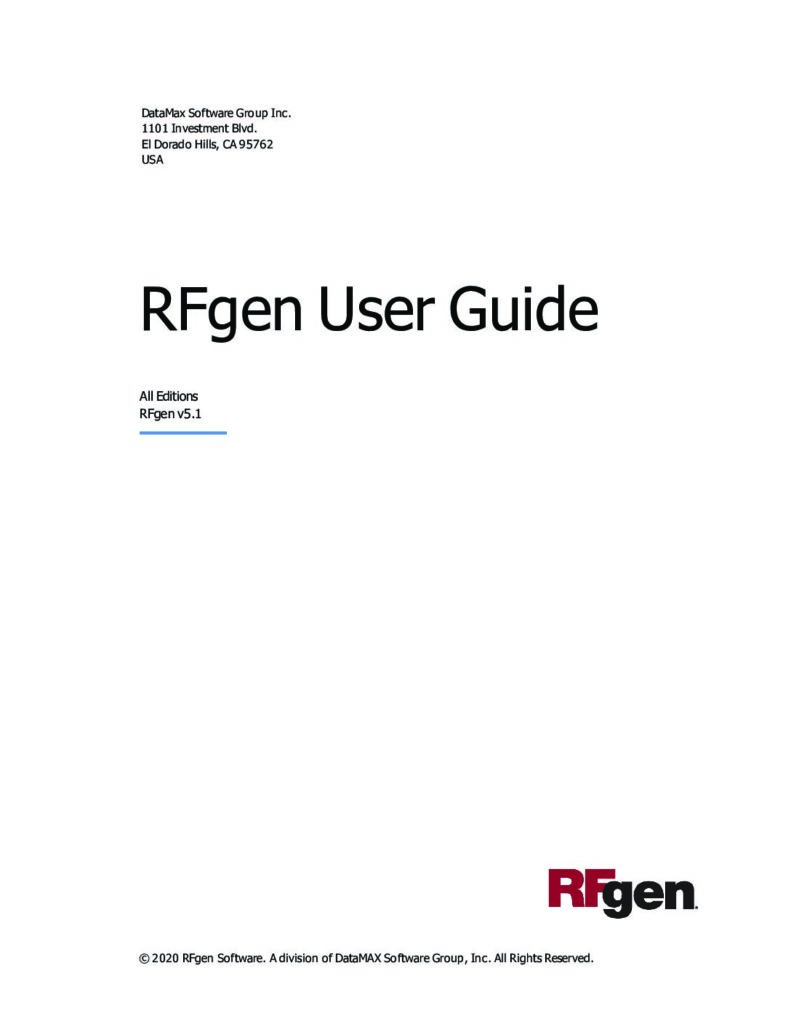 DataMax Software Group Inc.
1101 Investment Blvd.
El Dorado Hills, CA 95762
USA
RFgen User Guide
All Editions
RFgen v5.1
RFgen.
© 2020 RFgen Software. A division of DataMAX Software Group, Inc. All Rights Reserved.